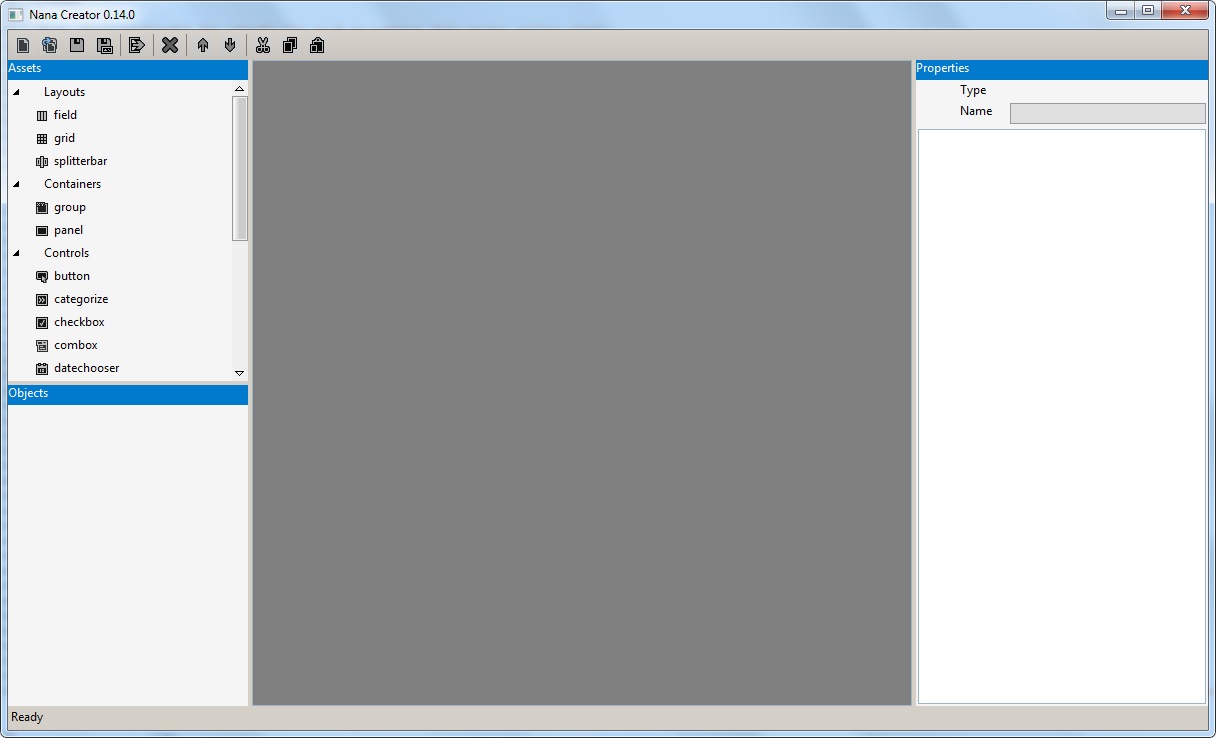 Nana Creator 0.14.0
Assets
Layouts
field
grid
splitterbar
Containers
group
panel
Controls
button
categorize
checkbox
combox
datechooser
Objects
Properties
Type
Name
Ready